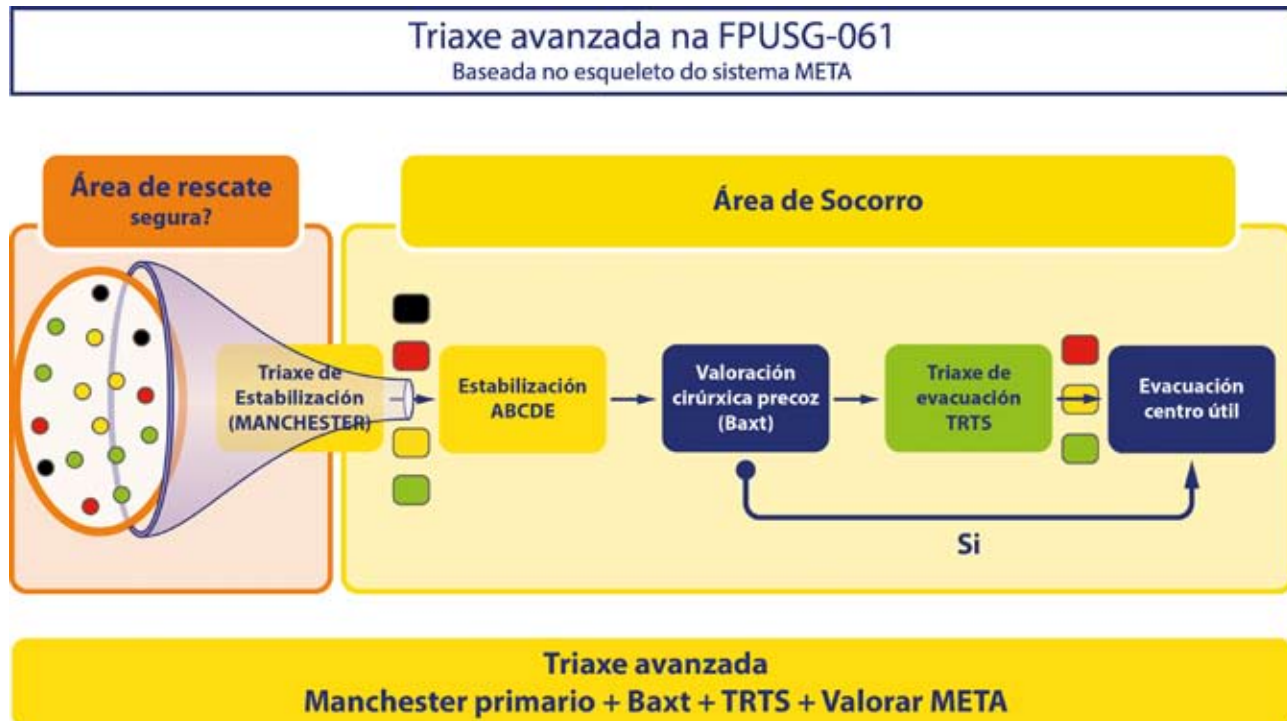 Triaxe avanzada na FPUSG-061
Baseada no esqueleto do sistema META
Área de rescate
segura?
Área de Socorro
Triaxe de
Estabilización
(MANCHESTER)
Estabilización
ABCDE
Valoración
cirúrxica precoz
(Baxt)
Triaxe de
evacuación
TRTS
Evacuación
centro útil
Si
Triaxe avanzada
Manchester primario + Baxt + TRTS + Valorar META